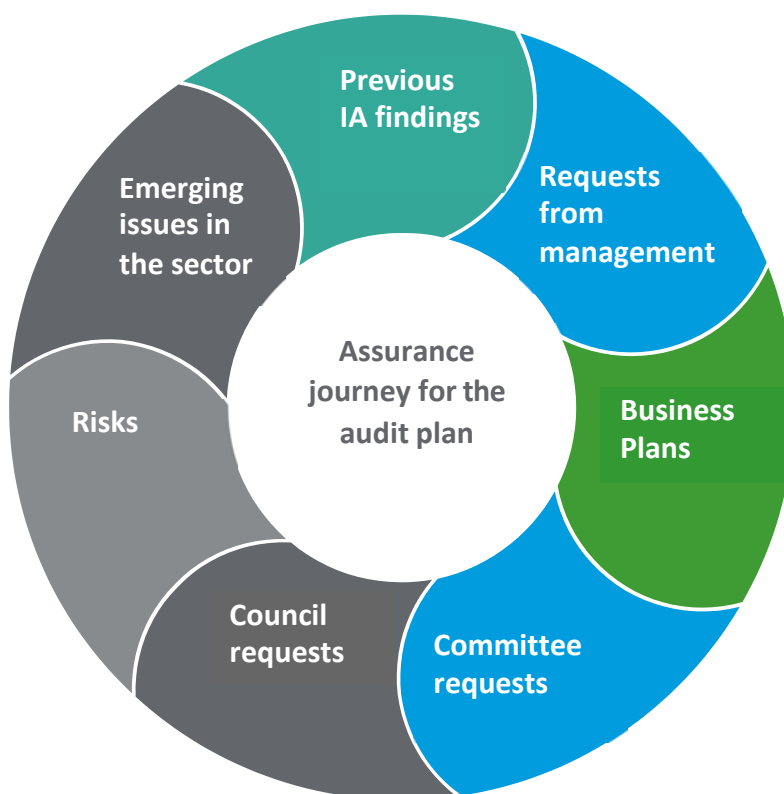 Previous
IA findings
Requests
from
management
Business
Plans
Committee
requests
Council
requests
Risks
Emerging
issues in
the sector
Assurance
journey for the
audit plan